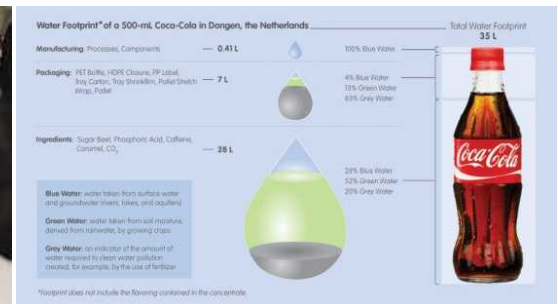 Water Footprint* of a 500-mL Coca-Cola in Dongen, the Netherlands
Total Water Footprint
35 L
Manufacturing: Processes, Components
0.41 L
100% Blue Water
Packaging: PET Bottle, HDPE Closure, PP Label,
Tray Carton, Tray Shrinkfilm, Pallet Stretch
Wrap, Pallet
7 L
4% Blue Water
Green Water
Grey Water
Ingredients: Sugar Beet, Phosphoric Acid, Caffeine,
Caramel, CO₂
28 L
28% Blue Water
52% Green Water
20% Grey Water
Coca-Cola
Blue Water: water taken from surface water
and groundwater (rivers, lakes, and aquifers)
Green Water: water taken from soil moisture,
derived from rainwater, by growing crops
Grey Water: an indicator of the amount of
water required to clean water pollution
created, for example, by the use of fertilizer
*Footprint does not include the flavoring contained in the concentrate.